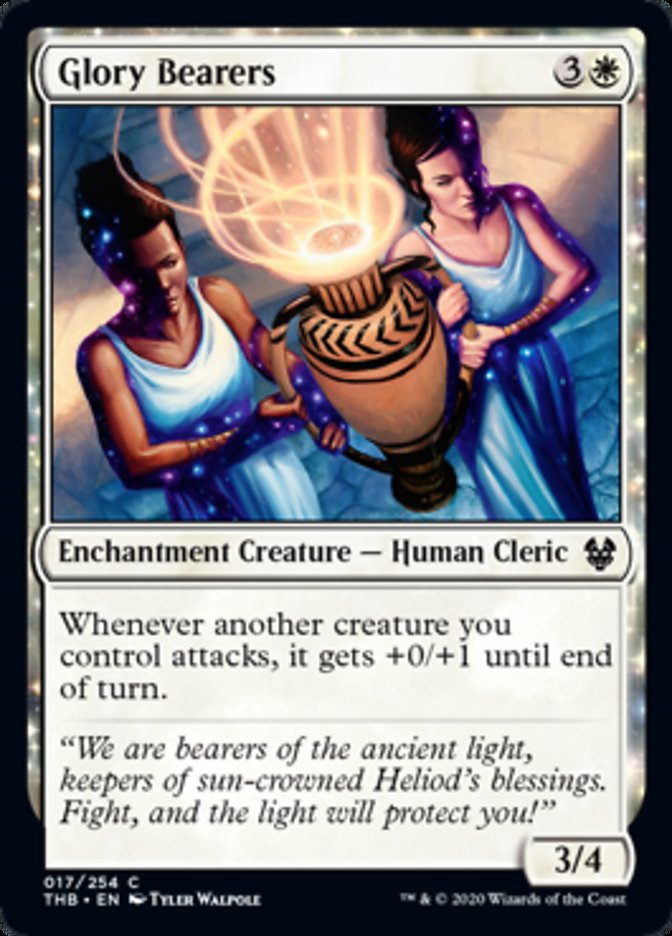 Glory Bearers 3
Enchantment Creature — Human Cleric
Whenever another creature you
control attacks, it gets +0/+1 until end
of turn.
“We are bearers of the ancient light,
keepers of sun-crowned Heliod’s blessings.
Fight, and the light will protect you!”
3/4
017/254 C
THB • EN Tyler Walpole ™ & © 2020 Wizards of the Coast